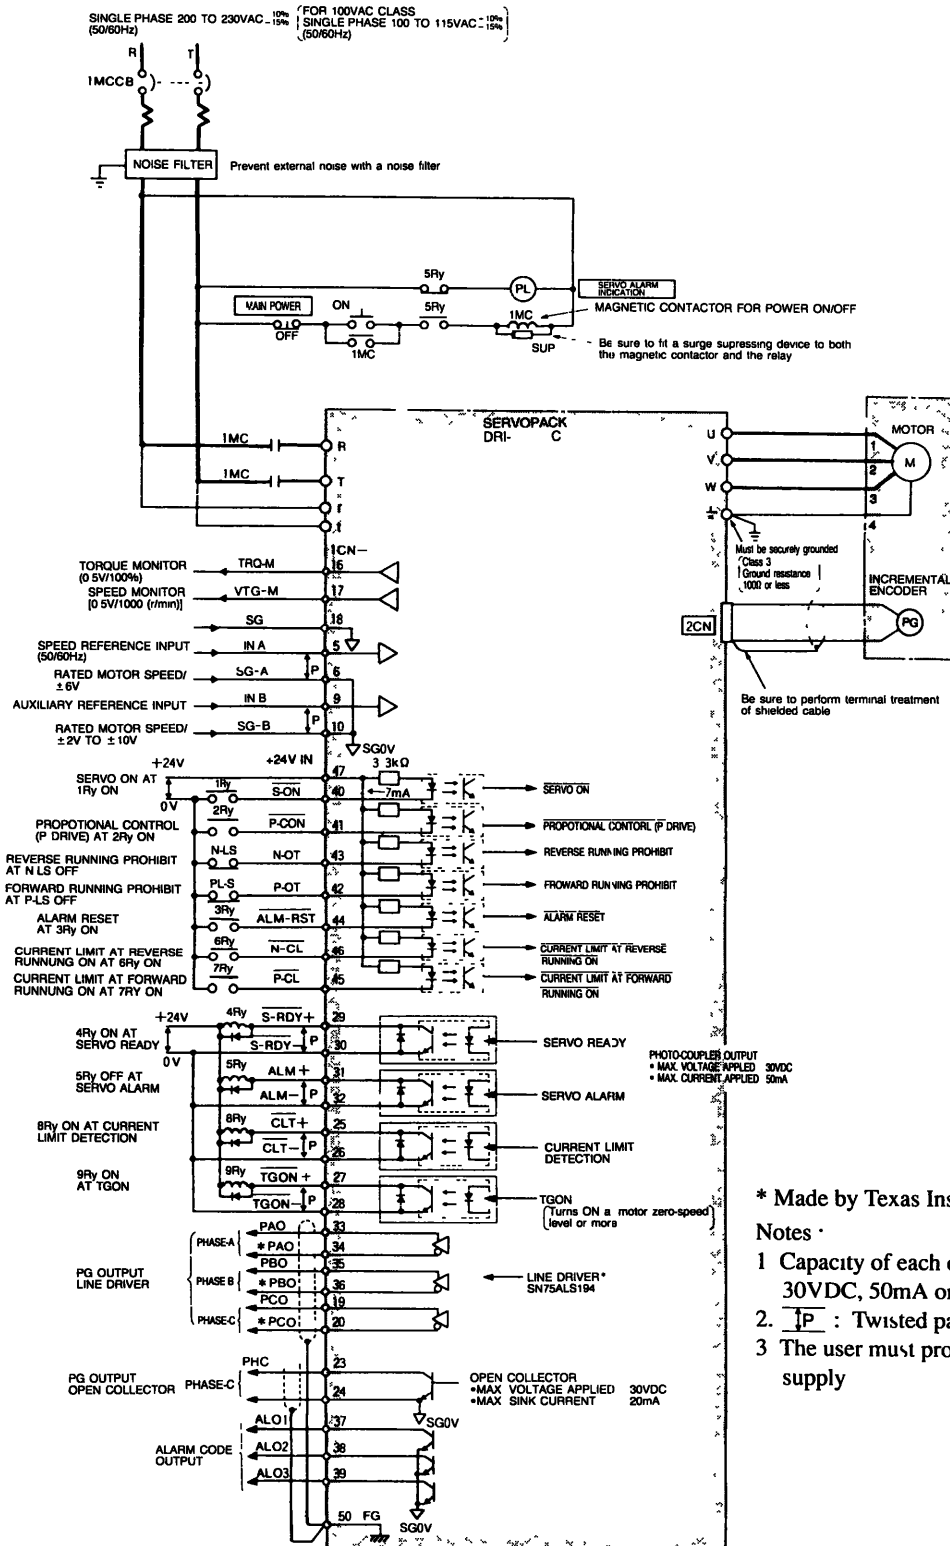 SINGLE PHASE 200 TO 230VAC +10% -15%
(50/60Hz)
FOR 100VAC CLASS
SINGLE PHASE 100 TO 115VAC +10% -15%
(50/60Hz)
R
T
1MCCB
NOISE FILTER
Prevent external noise with a noise filter
5Ry
PL
SERVO ALARM
INDICATION
MAIN POWER
ON
5Ry
1MC
MAGNETIC CONTACTOR FOR POWER ON/OFF
OFF
1MC
SUP
Be sure to fit a surge supressing device to both
the magnetic contactor and the relay
SERVOPACK
DRI- C
1MC
R
1MC
T
r
t
U
V
W
MOTOR
M
1
2
3
4
Must be securely grounded
Class 3
Ground resistance
100Ω or less
INCREMENTAL
ENCODER
PG
2CN
Be sure to perform terminal treatment
of shielded cable
1CN-
TORQUE MONITOR
(0 5V/100%)
TRQ-M
16
SPEED MONITOR
[0 5V/1000 (r/min)]
VTG-M
17
SG
18
SPEED REFERENCE INPUT
(50/60Hz)
IN A
5
P
RATED MOTOR SPEED/
±6V
SG-A
6
AUXILIARY REFERENCE INPUT
IN B
9
P
RATED MOTOR SPEED/
±2V TO ±10V
SG-B
10
SG0V
+24V
+24V IN
47
3 3kΩ
7mA
SERVO ON AT
1Ry ON
0V
1Ry
S-ON
40
SERVO ON
PROPOTIONAL CONTROL
(P DRIVE) AT 2Ry ON
2Ry
P-CON
41
PROPOTIONAL CONTORL (P DRIVE)
REVERSE RUNNING PROHIBIT
AT N LS OFF
N-LS
N-OT
43
REVERSE RUNNING PROHIBIT
FORWARD RUNNING PROHIBIT
AT P-LS OFF
PL-S
P-OT
42
FROWARD RUNNING PROHIBIT
ALARM RESET
AT 3Ry ON
3Ry
ALM-RST
44
ALARM RESET
CURRENT LIMIT AT REVERSE
RUNNUNG ON AT 6Ry ON
6Ry
N-CL
46
CURRENT LIMIT AT REVERSE
RUNNING ON
CURRENT LIMIT AT FORWARD
RUNNUNG ON AT 7RY ON
7Ry
P-CL
45
CURRENT LIMIT AT FORWARD
RUNNING ON
+24V
0V
4Ry ON AT
SERVO READY
4Ry
S-RDY+
29
P
S-RDY-
30
SERVO READY
PHOTO-COUPLER OUTPUT
• MAX. VOLTAGE APPLED 30VDC
• MAX. CURRENT APPLIED 50mA
5Ry OFF AT
SERVO ALARM
5Ry
ALM+
31
P
ALM-
32
SERVO ALARM
8Ry ON AT CURRENT
LIMIT DETECTION
8Ry
CLT+
25
P
CLT-
26
CURRENT LIMIT
DETECTION
9Ry ON
AT TGON
9Ry
TGON+
27
P
TGON-
28
TGON
Turns ON a motor zero-speed
level or more
PG OUTPUT
LINE DRIVER
PHASE-A
PAO
33
*PAO
34
PHASE B
PBO
35
*PBO
36
PHASE-C
PCO
19
*PCO
20
LINE DRIVER*
SN75ALS194
PG OUTPUT
OPEN COLLECTOR
PHASE-C
PHC
23
24
OPEN COLLECTOR
•MAX VOLTAGE APPLIED 30VDC
•MAX SINK CURRENT 20mA
SG0V
ALARM CODE
OUTPUT
ALO1
37
ALO2
38
ALO3
39
50 FG
SG0V
* Made by Texas Ins
Notes ·
1 Capacity of each
30VDC, 50mA or
2. P : Twisted pa
3 The user must pro
supply